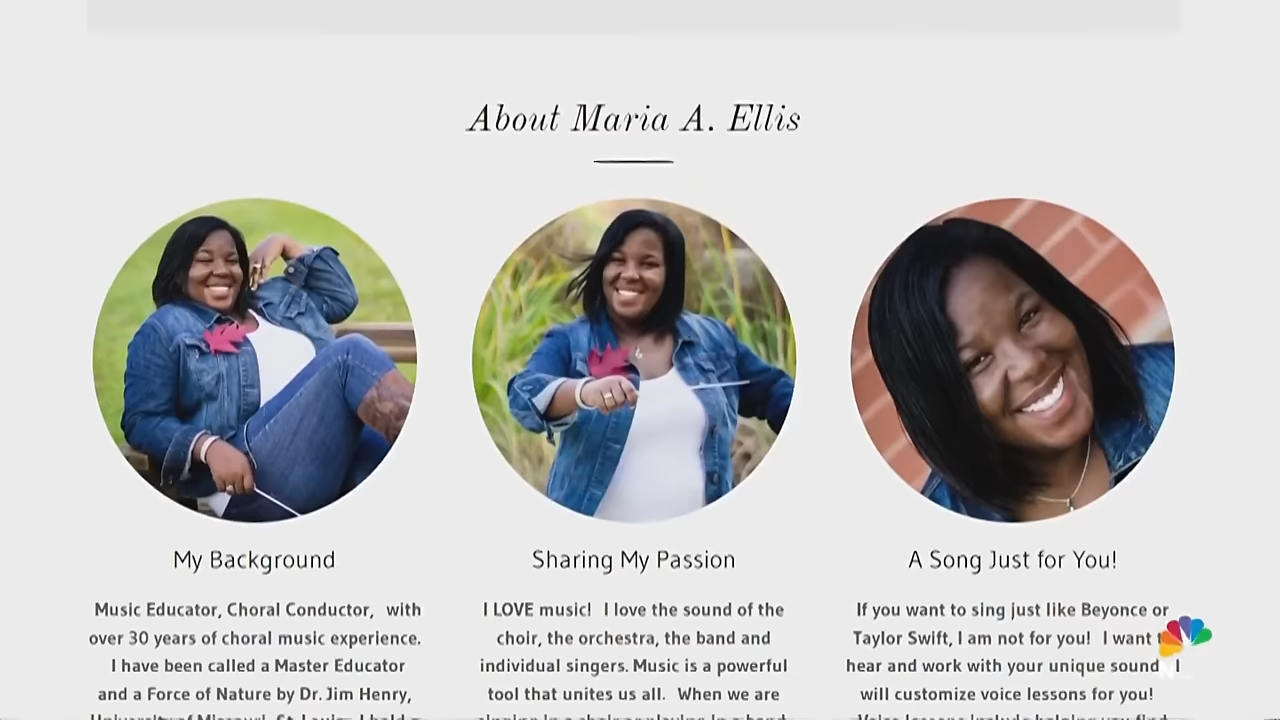 About Maria A. Ellis
My Background
Music Educator, Choral Conductor, with
over 30 years of choral music experience.
I have been called a Master Educator
and a Force of Nature by Dr. Jim Henry,
Sharing My Passion
I LOVE music! I love the sound of the
choir, the orchestra, the band and
individual singers. Music is a powerful
tool that unites us all. When we are
A Song Just for You!
If you want to sing just like Beyonce or
Taylor Swift, I am not for you! I want
hear and work with your unique sound I
will customize voice lessons for you!